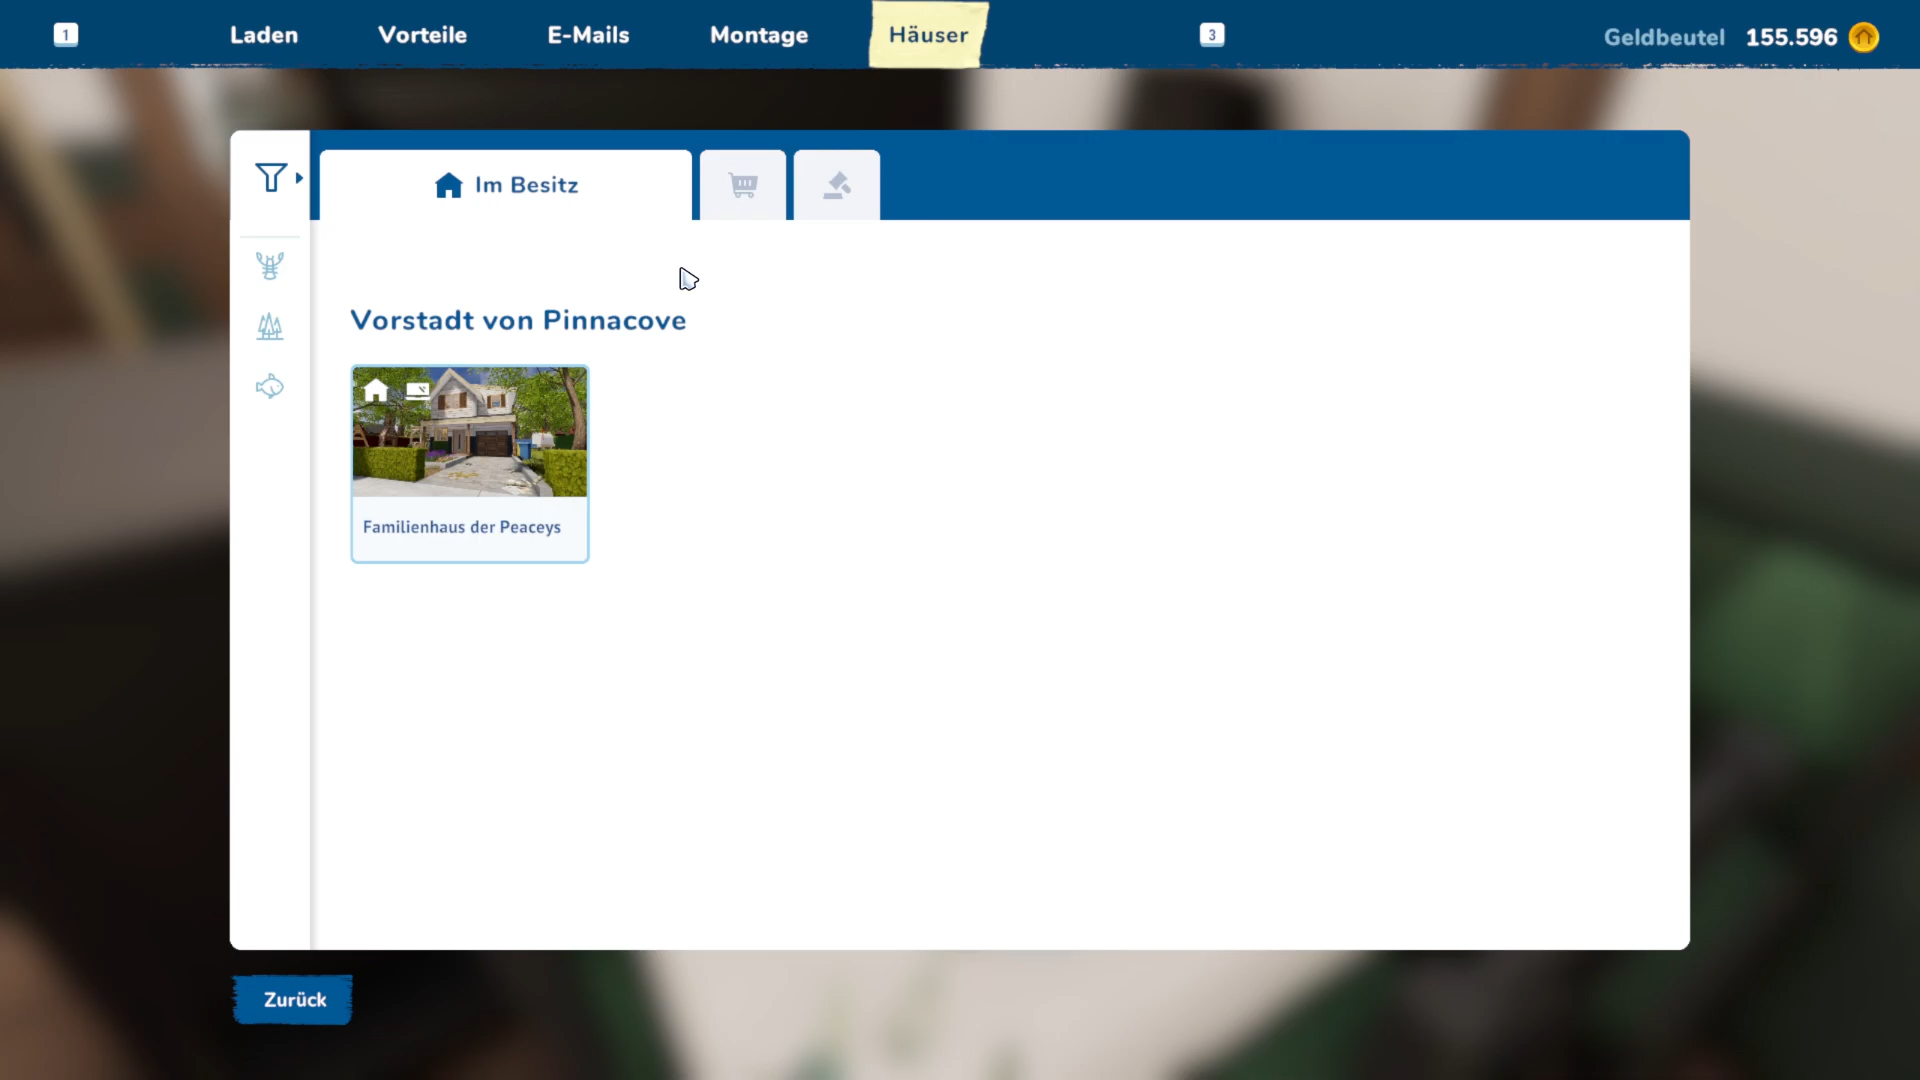 1
Laden
Vorteile
E-Mails
Montage
Häuser
3
Geldbeutel 155.596
Im Besitz
Vorstadt von Pinnacove
Familienhaus der Peaceys
Zurück